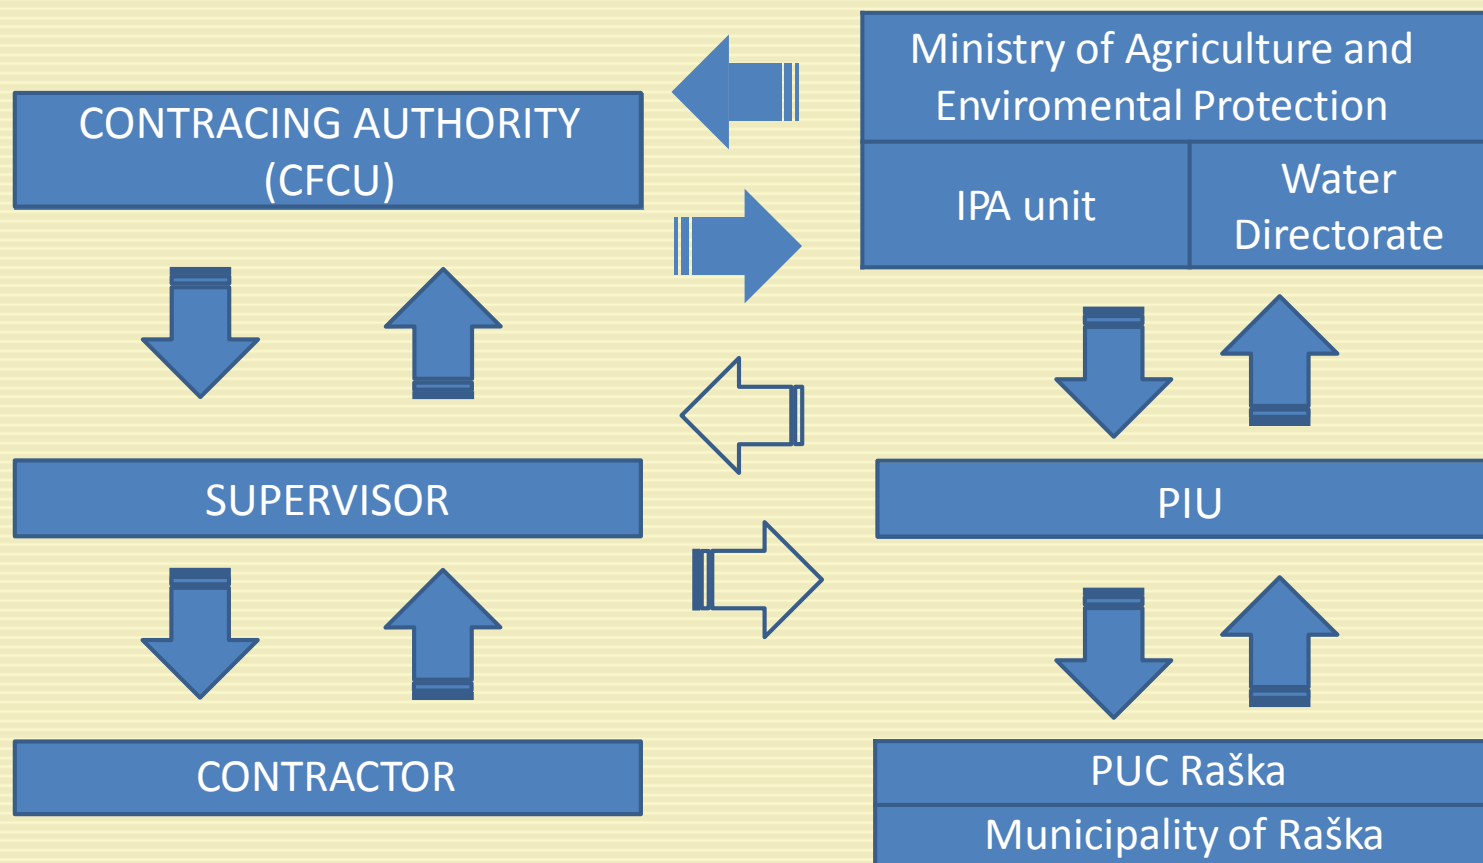 CONTRACING AUTHORITY
(CFCU)
Ministry of Agriculture and
Enviromental Protection
IPA unit
Water
Directorate
SUPERVISOR
PIU
CONTRACTOR
PUC Raška
Municipality of Raška